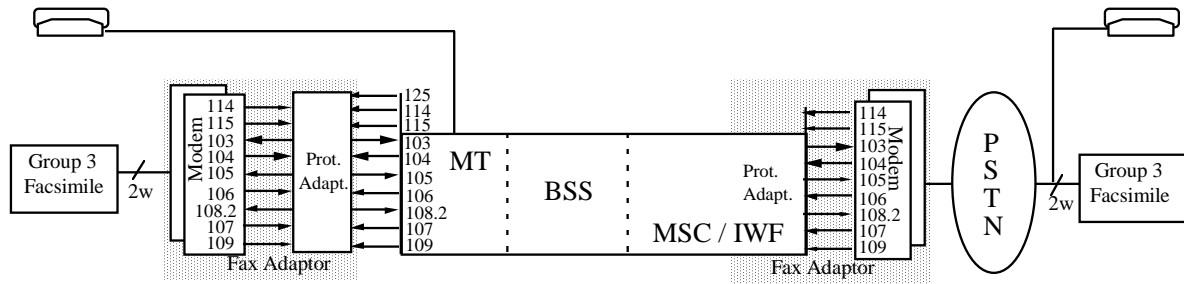 Group 3
Facsimile
2w
Modem
114
115
103
104
105
106
108.2
107
109
Prot.
Adapt.
Fax Adaptor
125
114
115
103
104
105
106
108.2
107
109
MT
BSS
MSC / IWF
Prot.
Adapt.
114
115
103
104
105
106
108.2
107
109
Modem
Fax Adaptor
P
S
T
N
2w
Group 3
Facsimile